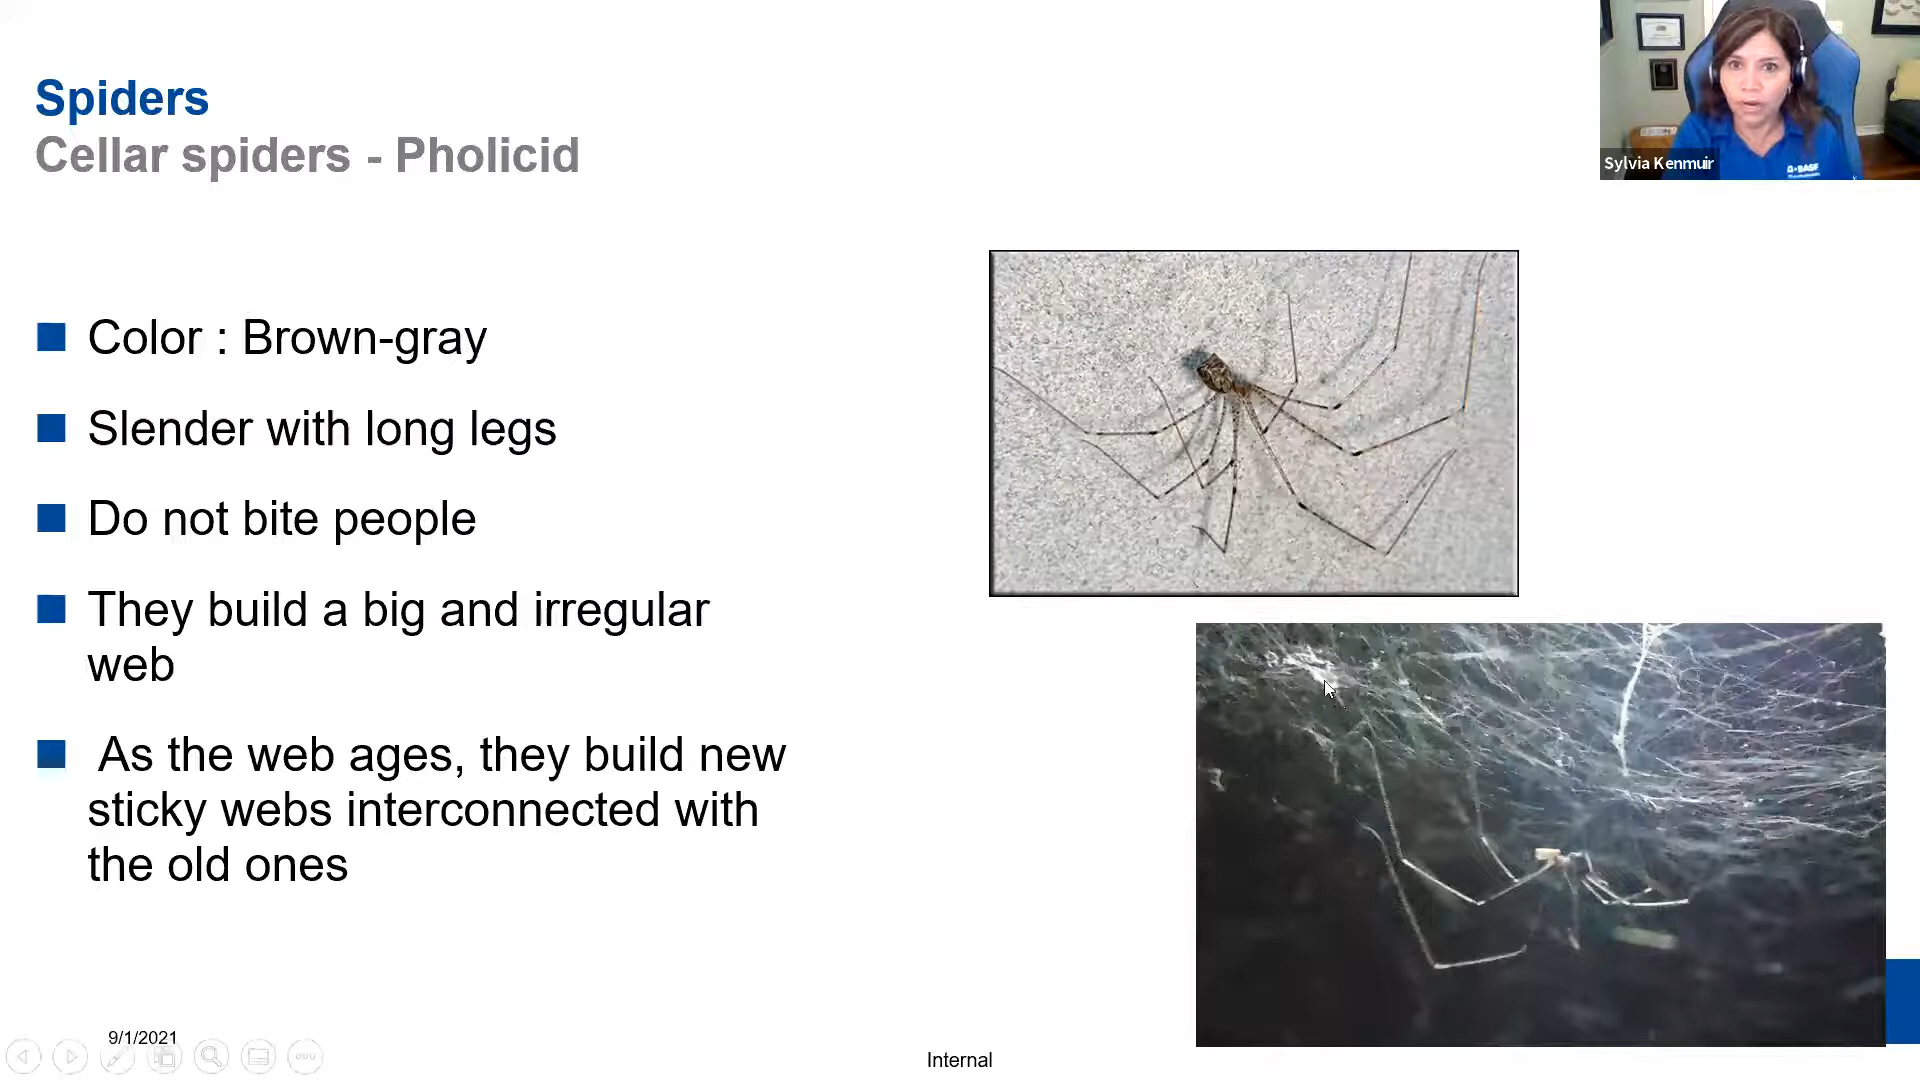 Spiders
Cellar spiders - Pholicid
Color : Brown-gray
Slender with long legs
Do not bite people
They build a big and irregular
web
As the web ages, they build new
sticky webs interconnected with
the old ones
9/1/2021
Internal
Sylvia Kenmuir
BASF